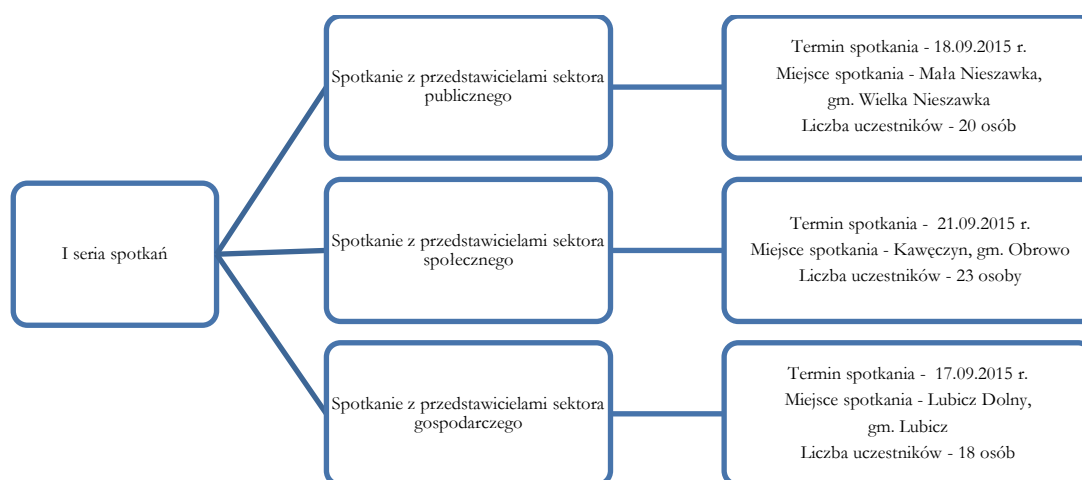 I seria spotkań
Spotkanie z przedstawicielami sektora
publicznego
Termin spotkania - 18.09.2015 r.
Miejsce spotkania - Mała Nieszawka,
gm. Wielka Nieszawka
Liczba uczestników - 20 osób
Spotkanie z przedstawicielami sektora
społecznego
Termin spotkania - 21.09.2015 r.
Miejsce spotkania - Kawęczyn, gm. Obrowo
Liczba uczestników - 23 osoby
Spotkanie z przedstawicielami sektora
gospodarczego
Termin spotkania - 17.09.2015 r.
Miejsce spotkania - Lubicz Dolny,
gm. Lubicz
Liczba uczestników - 18 osób